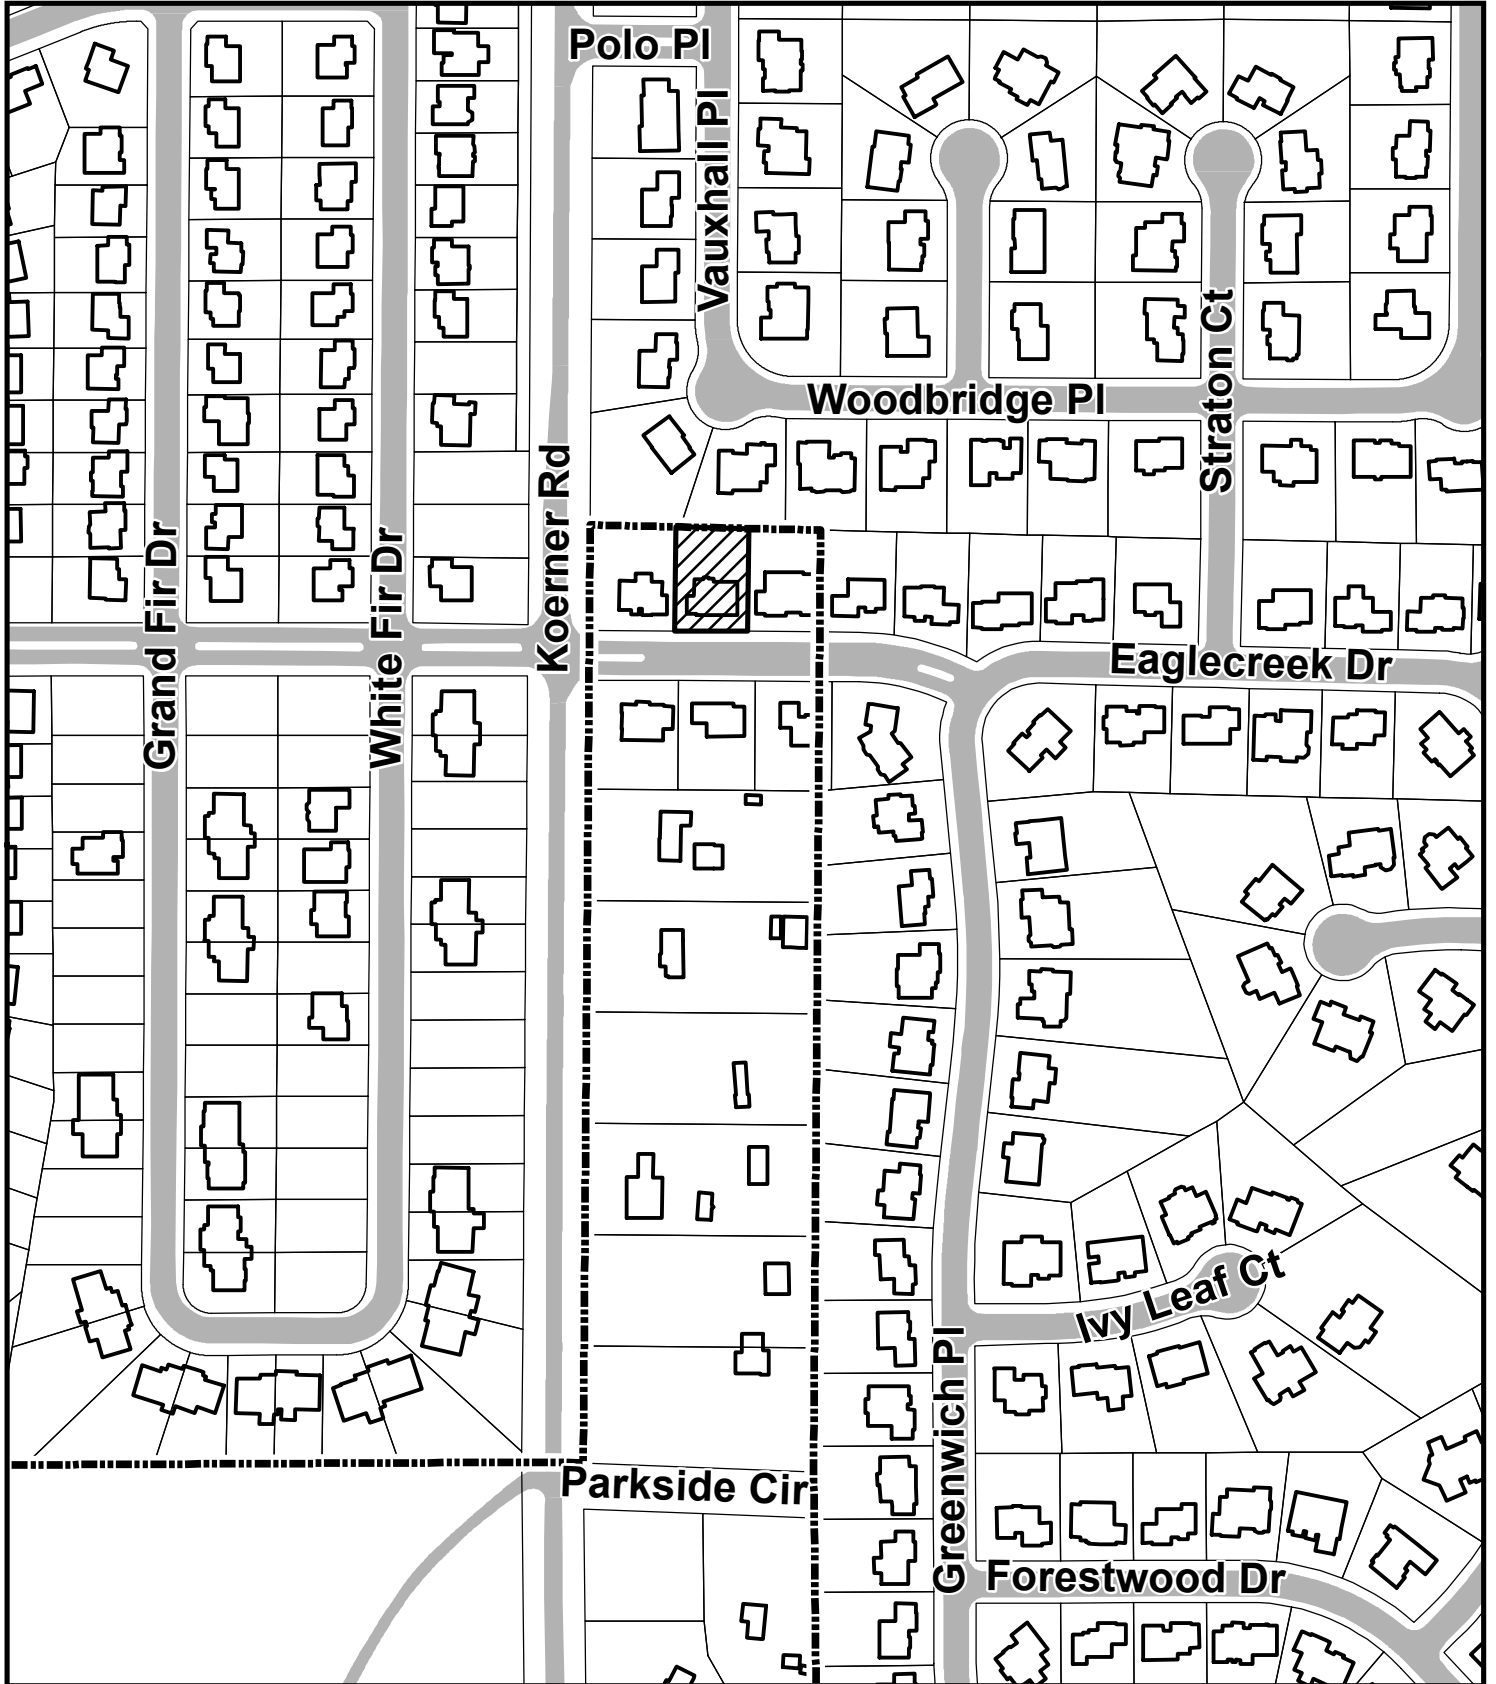 Polo Pl
Vauxhall Pl
Woodbridge Pl
Straton Ct
Koerner Rd
Grand Fir Dr
White Fir Dr
Eaglecreek Dr
Ivy Leaf Ct
Greenwich Pl
Parkside Cir
Forestwood Dr